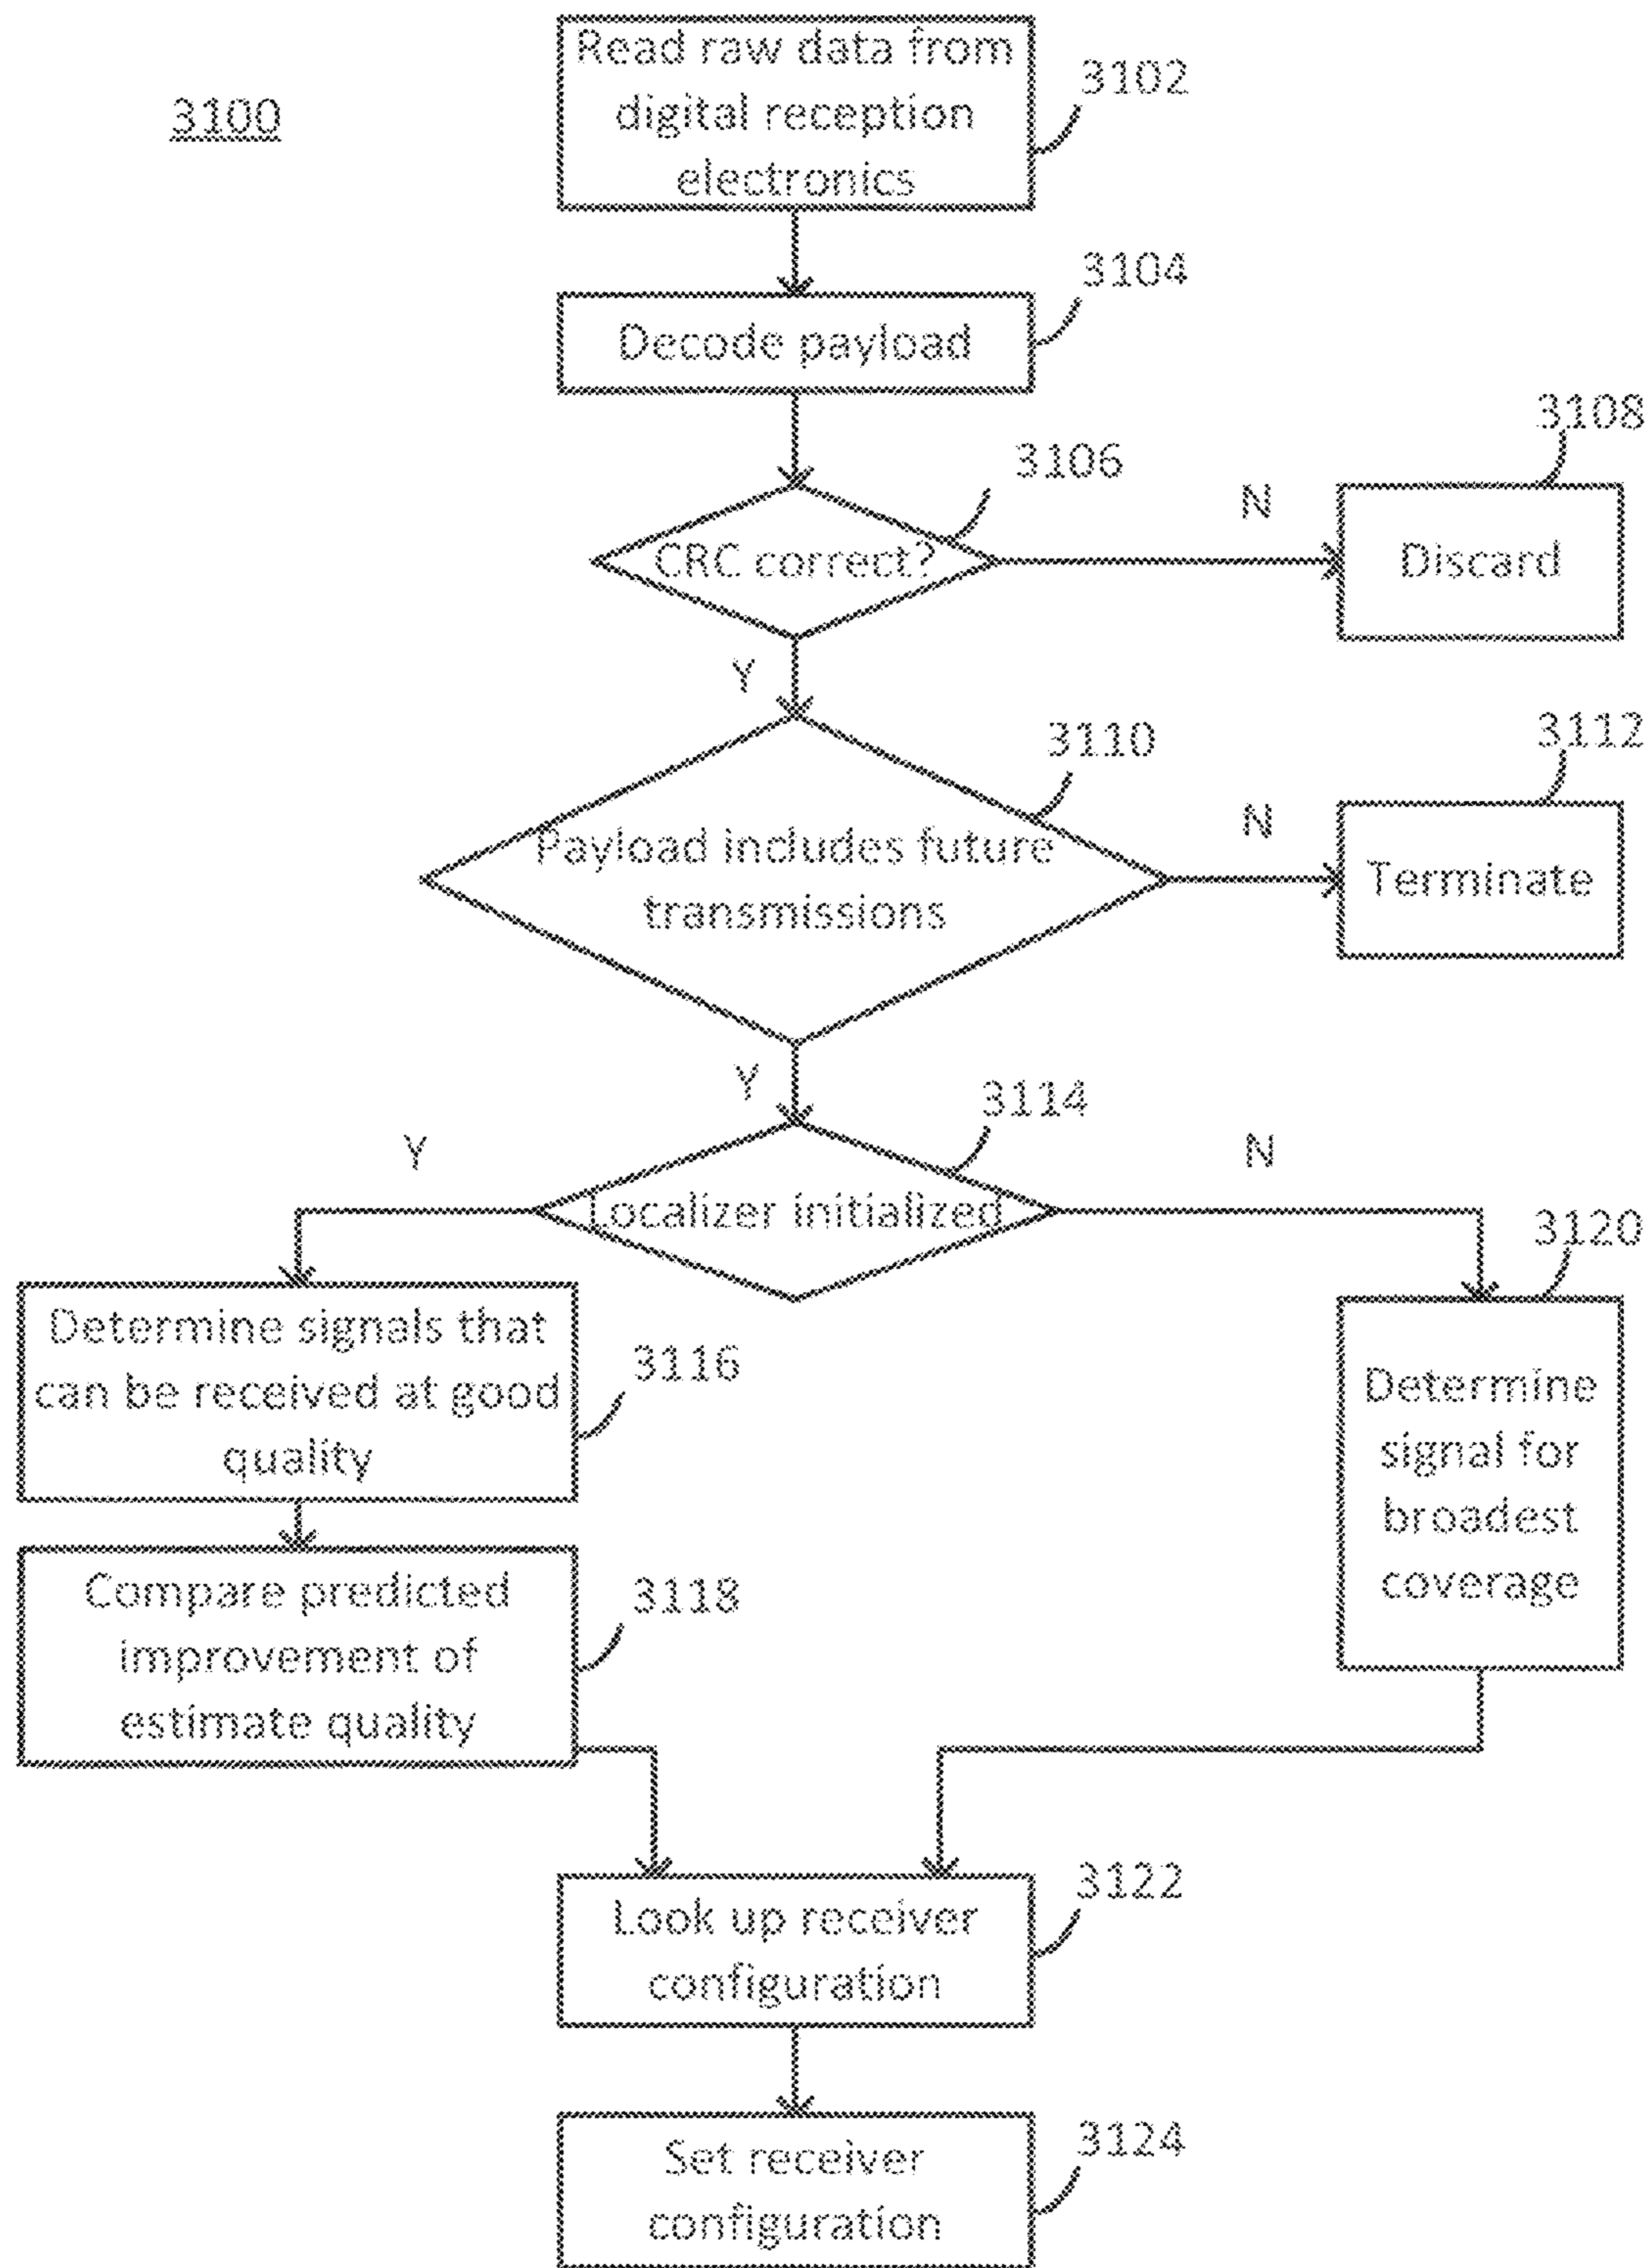 3100
Read raw data from
digital reception
electronics
3102
Decode payload
3104
CRC correct?
3106
N
Discard
3108
Y
Payload includes future
transmissions
3110
N
Terminate
3112
Y
Localizer initialized
3114
Y
N
Determine signals that
can be received at good
quality
3116
Compare predicted
improvement of
estimate quality
3118
Determine
signal for
broadest
coverage
3120
Look up receiver
configuration
3122
Set receiver
configuration
3124